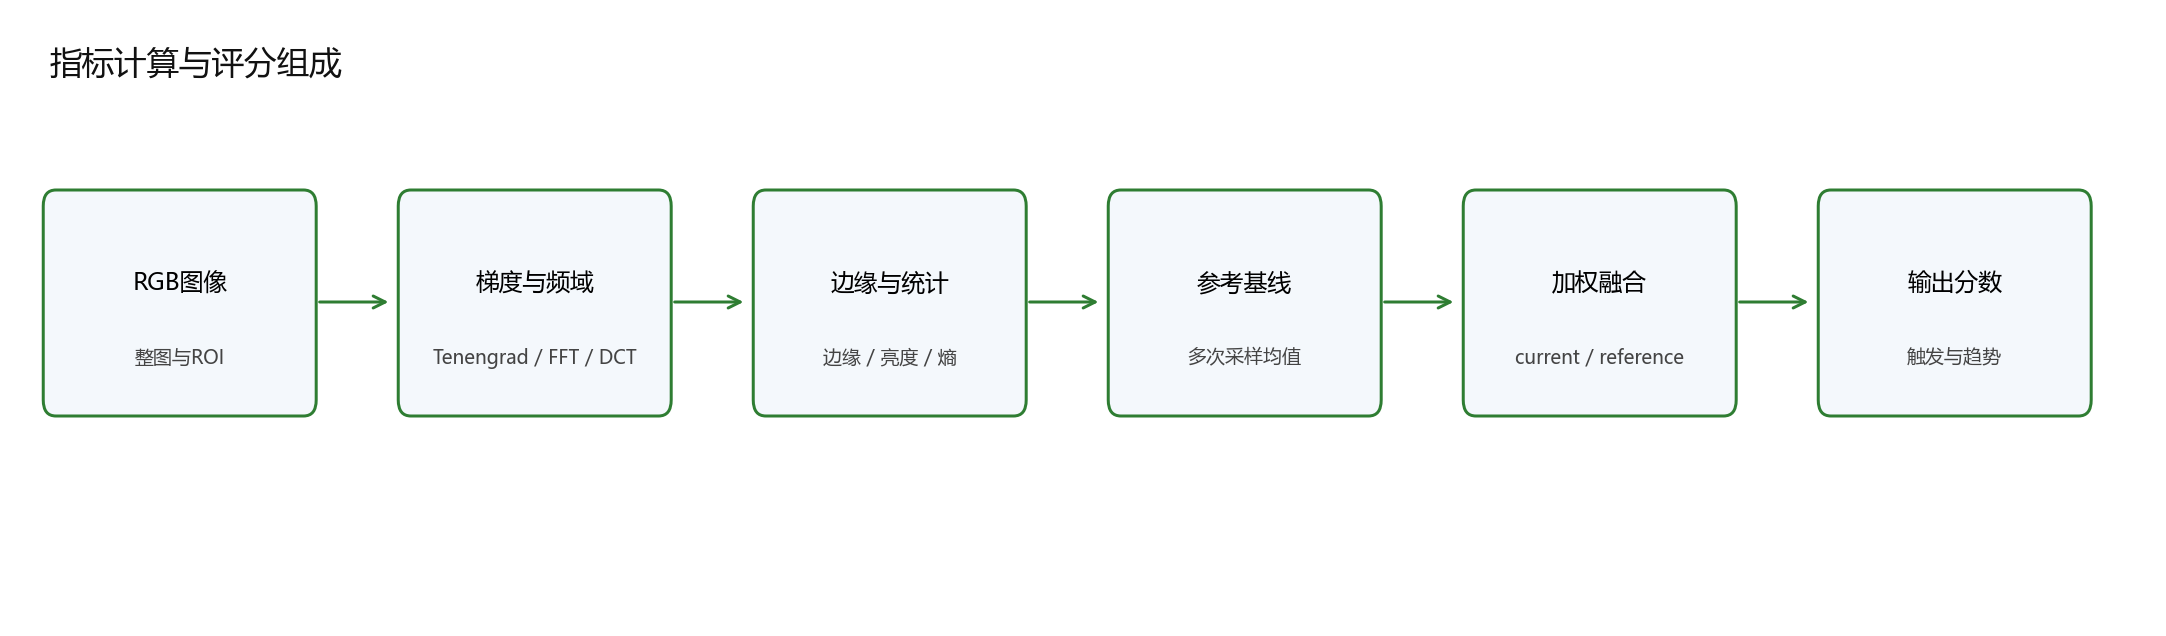 指标计算与评分组成
RGB图像
整图与ROI
梯度与频域
Tenengrad / FFT / DCT
边缘与统计
边缘 / 亮度 / 熵
参考基线
多次采样均值
加权融合
current / reference
输出分数
触发与趋势